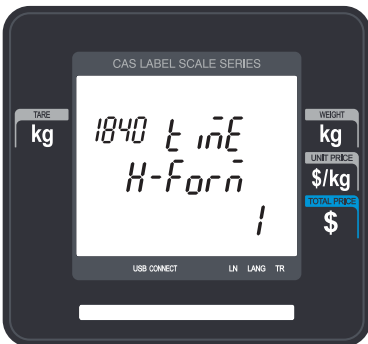 CAS LABEL SCALE SERIES
TARE
kg
1840 t inE
H-Forn
1
WEIGHT
kg
UNIT PRICE
$/kg
TOTAL PRICE
$
USB CONNECT LN LANG TR